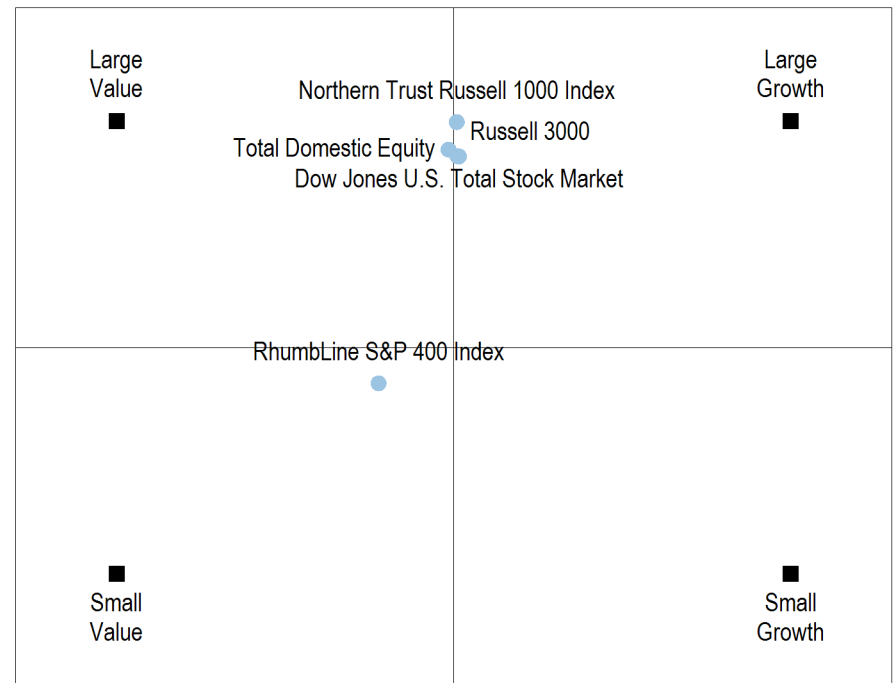 Large
Value
Large
Growth
Northern Trust Russell 1000 Index
Russell 3000
Total Domestic Equity
Dow Jones U.S. Total Stock Market
RhumbLine S&P 400 Index
Small
Value
Small
Growth